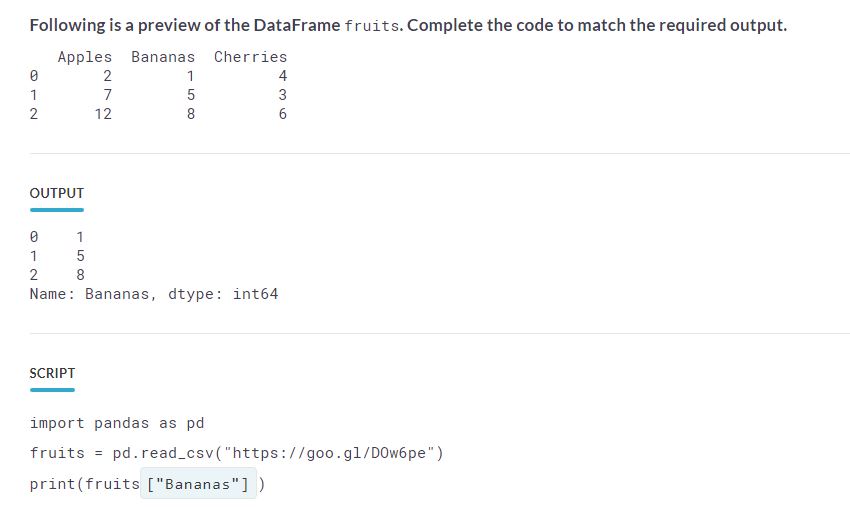 Following is a preview of the DataFrame fruits. Complete the code to match the required output.
Apples Bananas Cherries
0 2 1 4
1 7 5 3
2 12 8 6
OUTPUT
0 1
1 5
2 8
Name: Bananas, dtype: int64
SCRIPT
import pandas as pd
fruits = pd.read_csv("https://goo.gl/DOw6pe")
print(fruits ["Bananas"] )